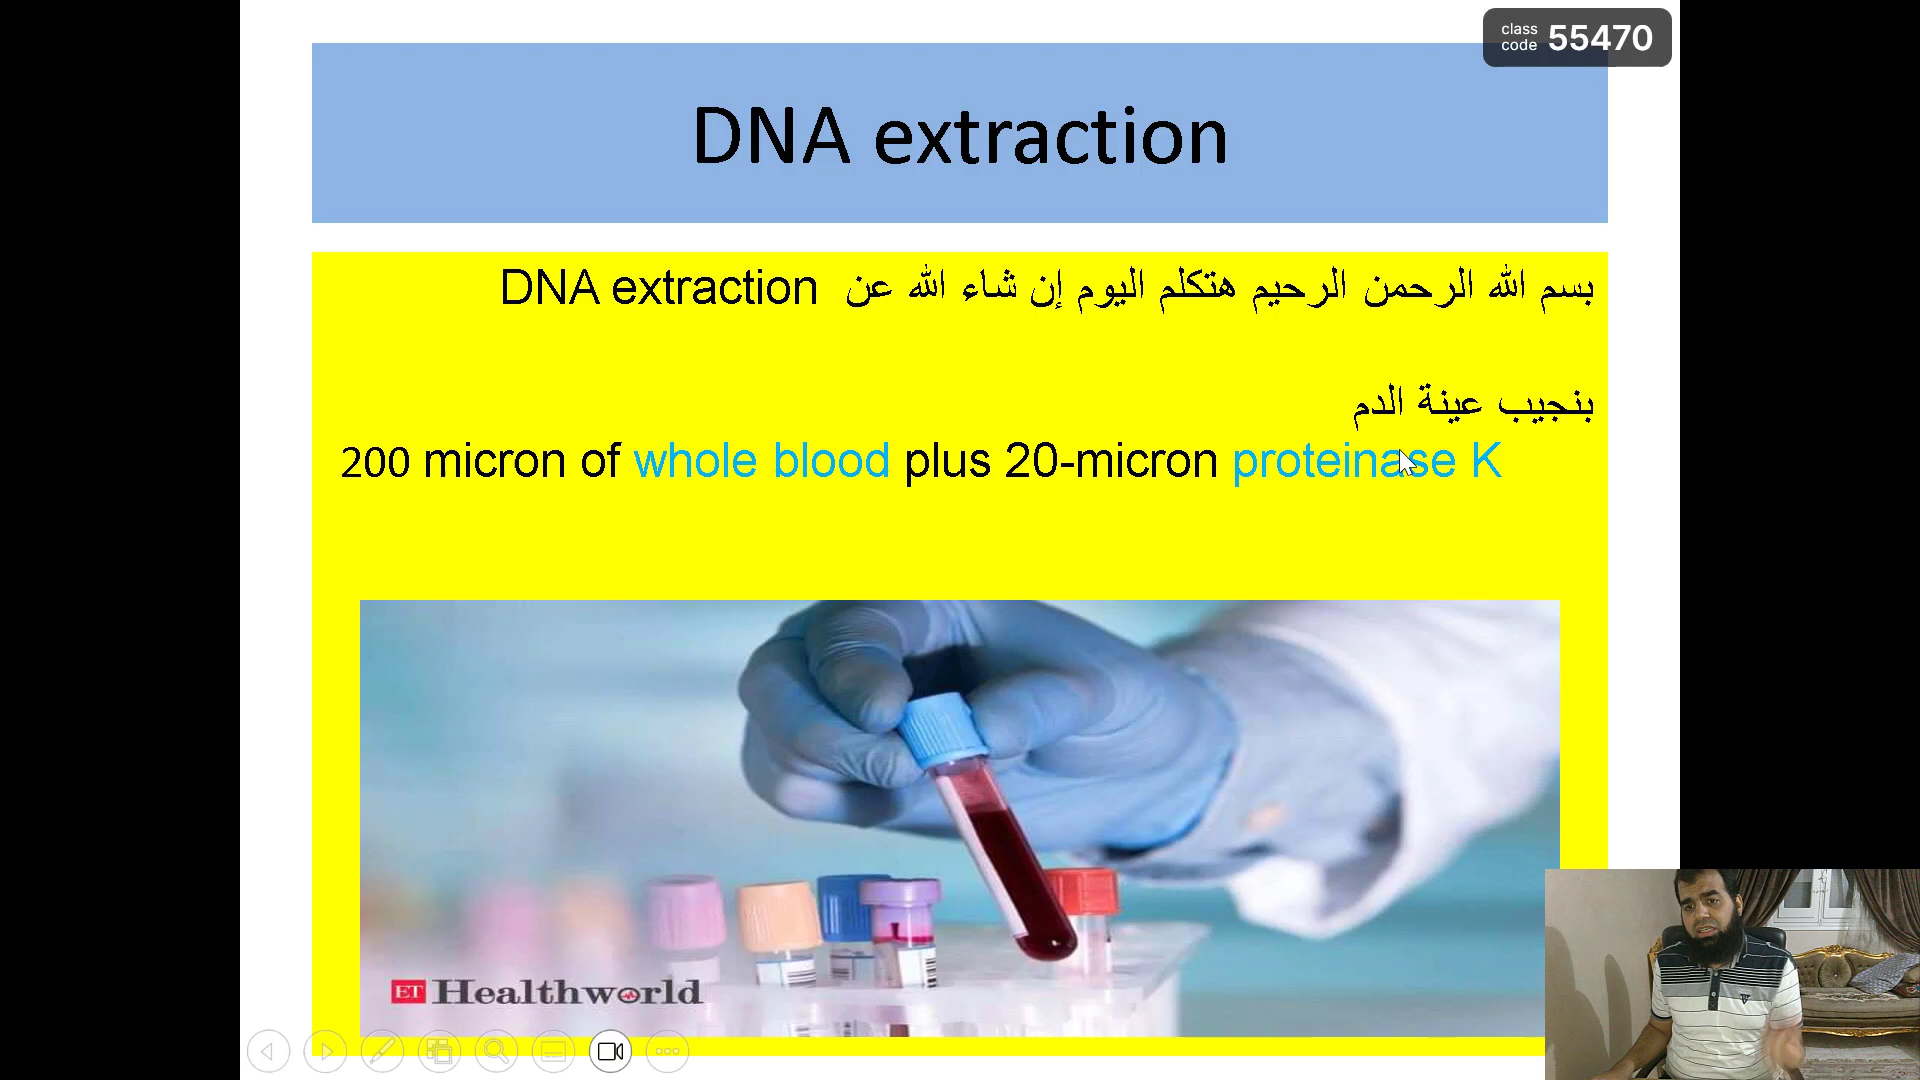 class
code 55470
DNA extraction
بسم الله الرحمن الرحيم هتكلم اليوم إن شاء الله عن DNA extraction
بنجيب عينة الدم
200 micron of whole blood plus 20-micron proteinase K
ET Healthworld